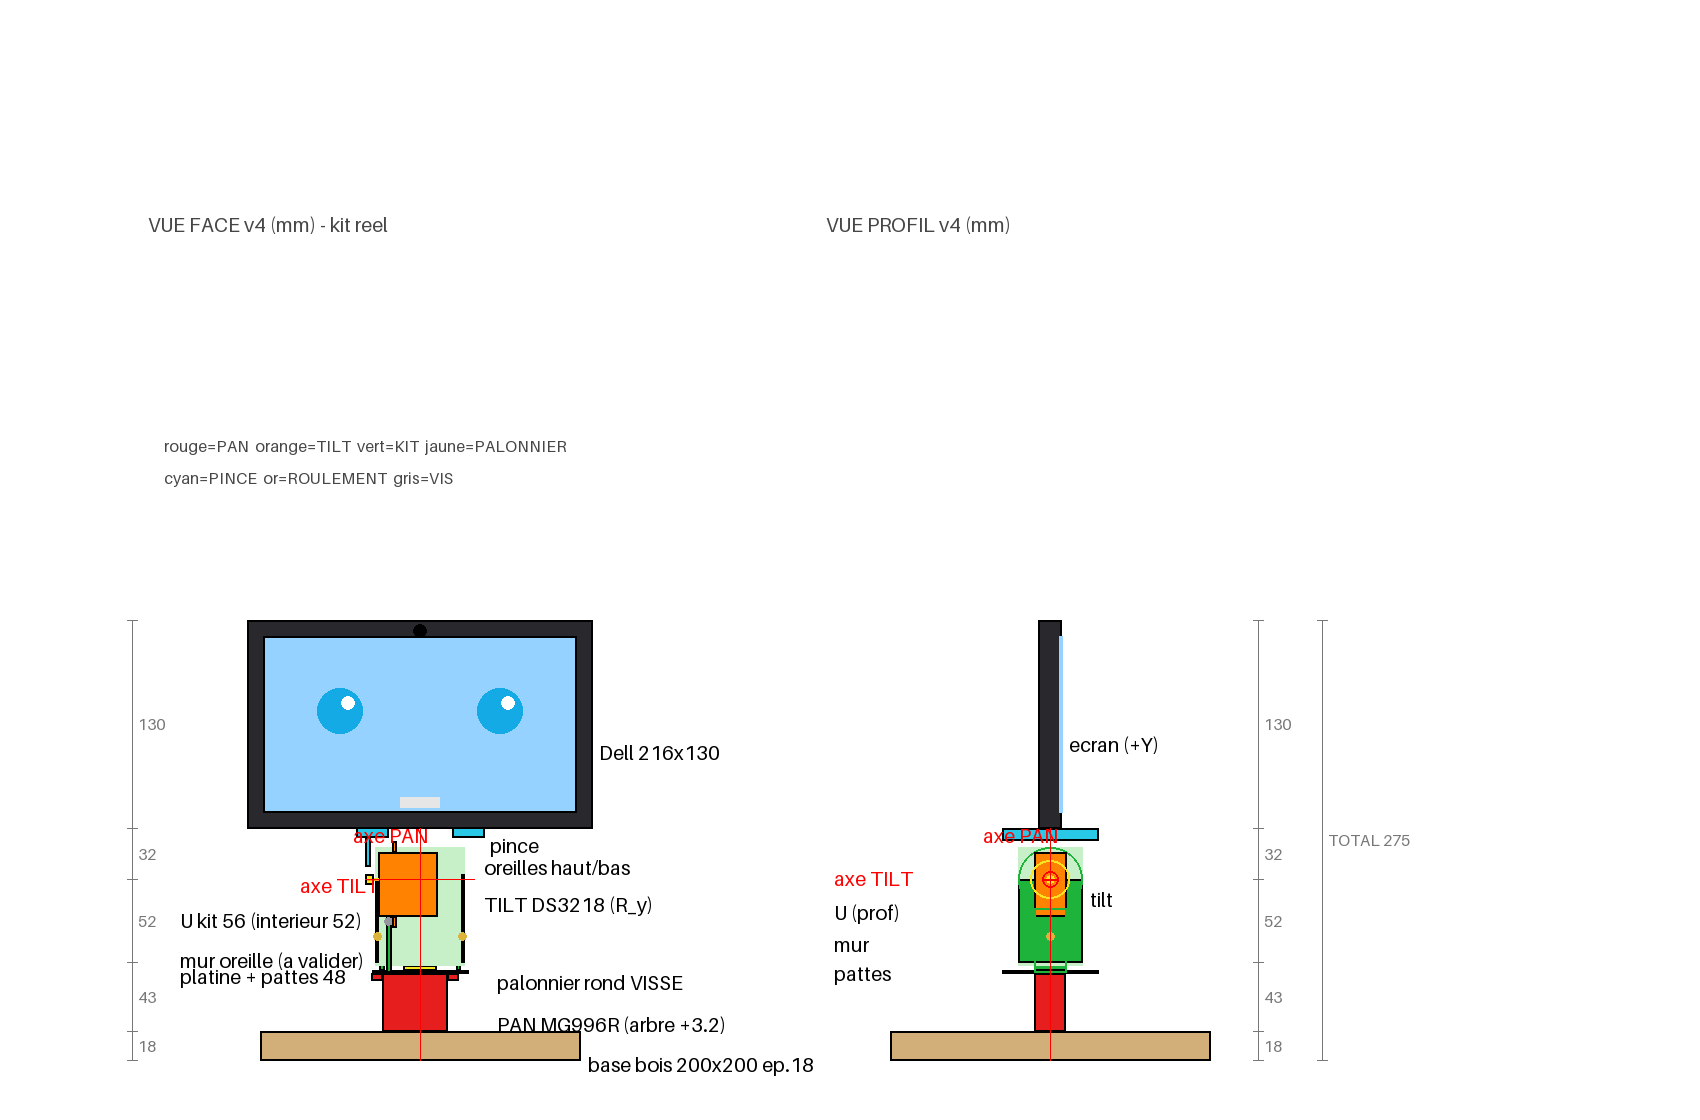 VUE FACE v4 (mm) - kit reel
VUE PROFIL v4 (mm)
rouge=PAN orange=TILT vert=KIT jaune=PALONNIER
cyan=PINCE or=ROULEMENT gris=VIS
130
Dell 216x130
axe PAN
pince
32
oreilles haut/bas
axe TILT
TILT DS3218 (R_y)
52
U kit 56 (interieur 52)
mur oreille (a valider)
platine + pattes 48
palonnier rond VISSE
43
PAN MG996R (arbre +3.2)
18
base bois 200x200 ep.18
ecran (+Y)
130
axe PAN
TOTAL 275
32
axe TILT
tilt
U (prof)
52
mur
pattes
43
18